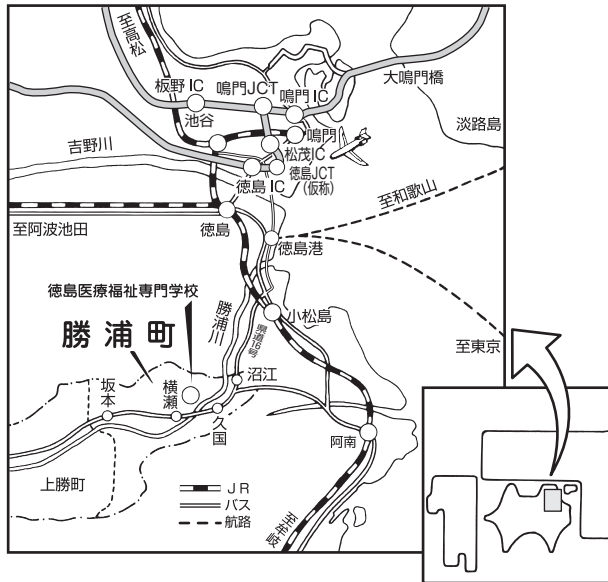 至高松
大鳴門橋
板野IC
鳴門JCT
鳴門IC
池谷
鳴門
淡路島
吉野川
松茂IC
徳島IC
徳島JCT
(仮称)
至和歌山
徳島
至阿波池田
徳島港
徳島医療福祉専門学校
勝浦川
小松島
勝浦町
県道16号
至東京
沼江
坂本
横瀬
久国
阿南
上勝町
JR
バス
航路
至牟岐